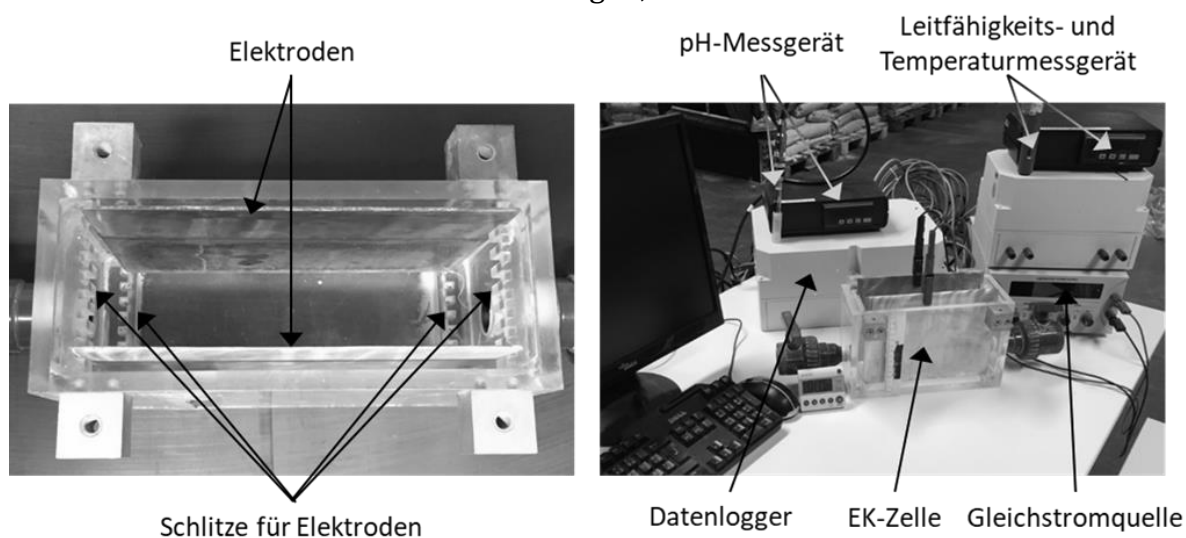 Elektroden
Schlitze für Elektroden
pH-Messgerät
Leitfähigkeits- und
Temperaturmessgerät
Datenlogger
EK-Zelle
Gleichstromquelle